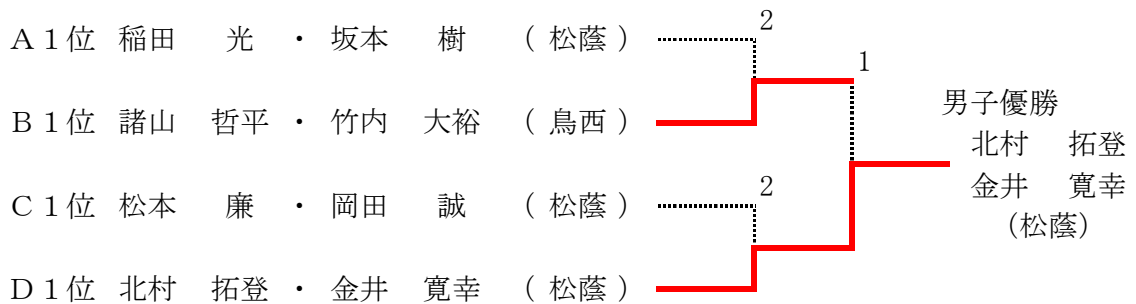 A1位 稲田 光 ・ 坂本 樹 (松蔭)
2
1
B1位 諸山 哲平 ・ 竹内 大裕 (鳥西)
男子優勝
北村 拓登
金井 寛幸
(松蔭)
C1位 松本 廉 ・ 岡田 誠 (松蔭)
2
D1位 北村 拓登 ・ 金井 寛幸 (松蔭)